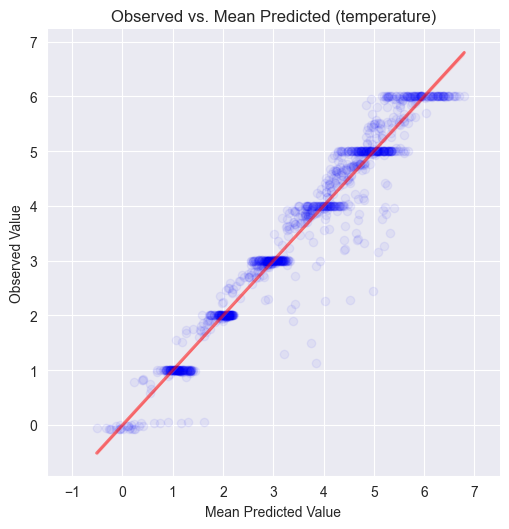 Observed vs. Mean Predicted (temperature)
7
6
5
4
3
2
1
0
Observed Value
−1 0 1 2 3 4 5 6 7
Mean Predicted Value